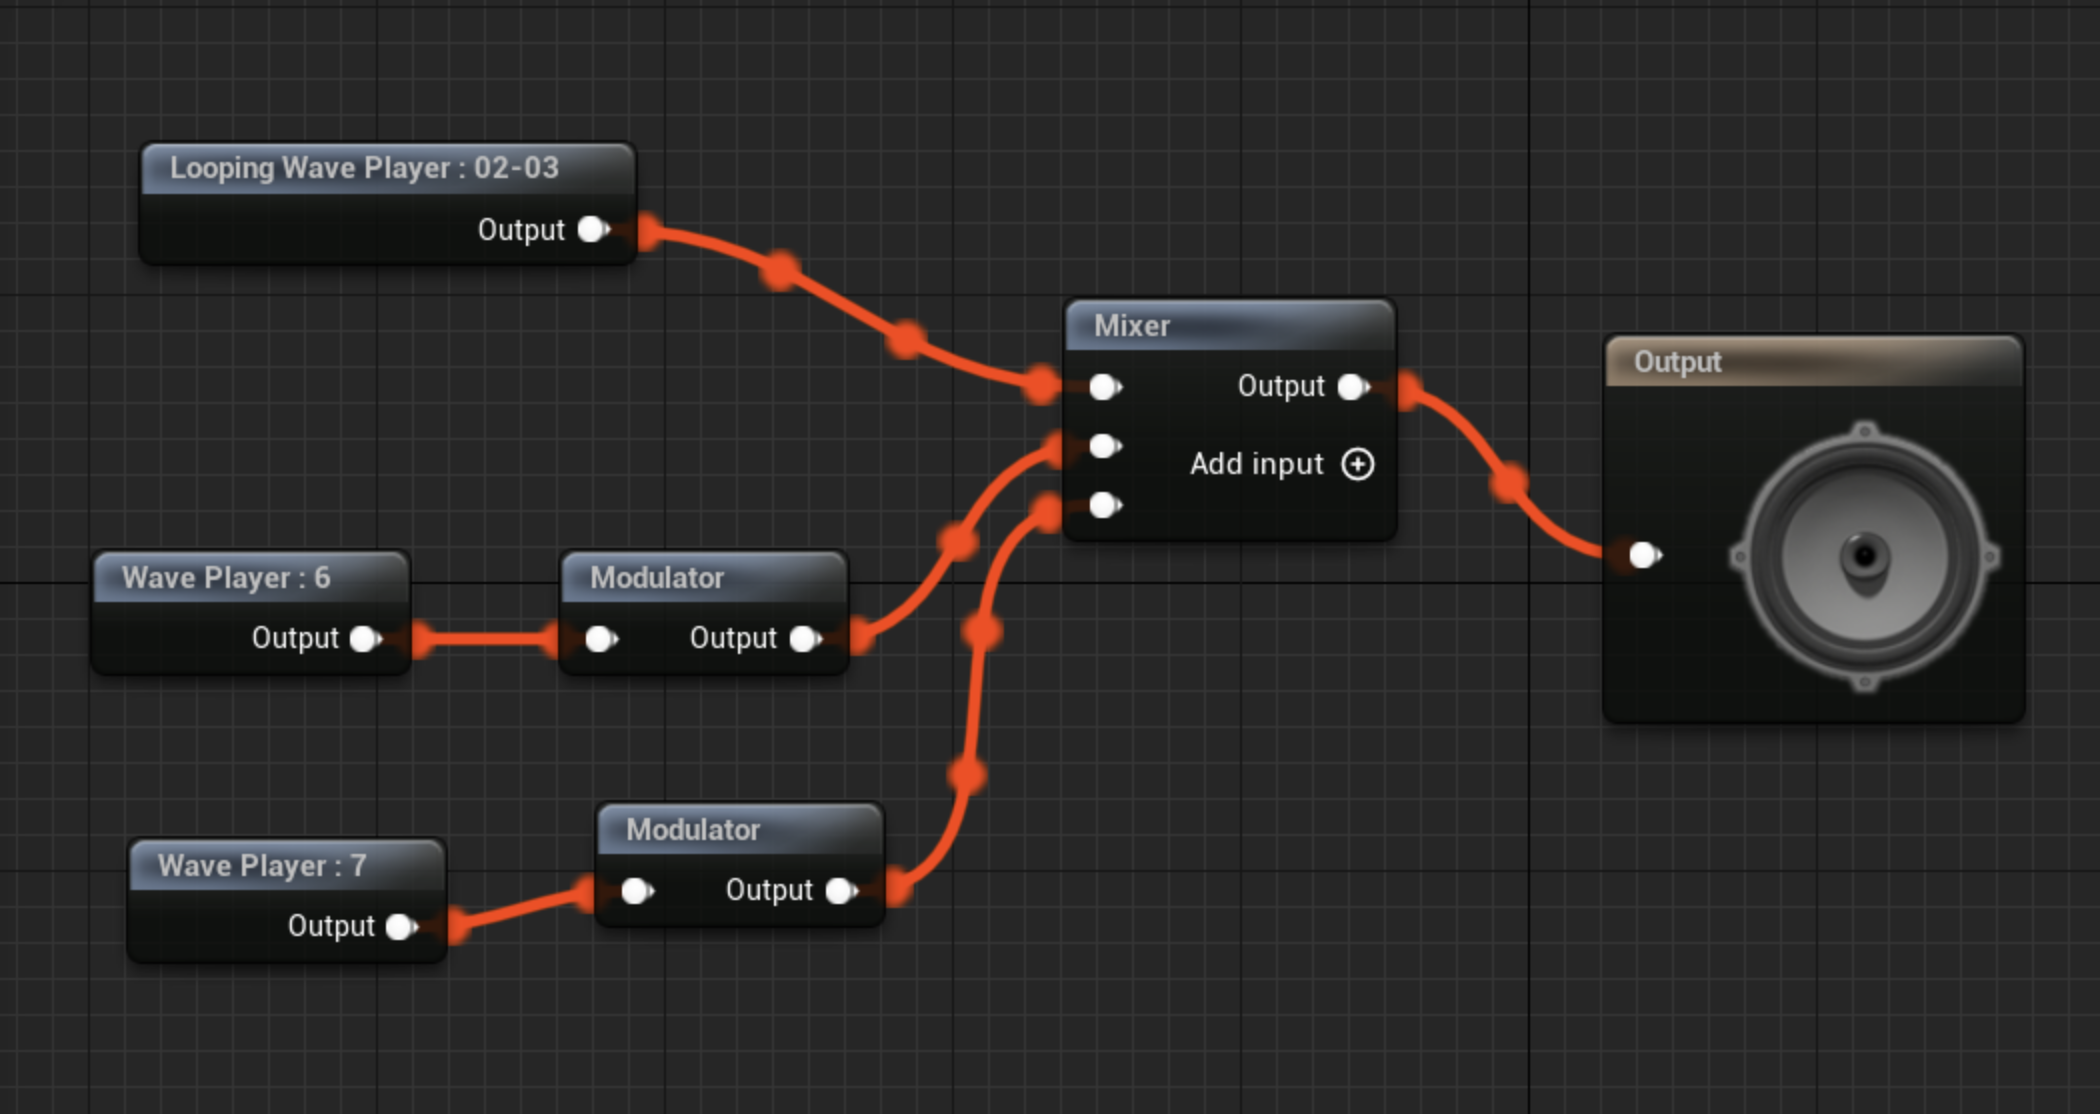 Looping Wave Player : 02-03
Output
Mixer
Output
Add input
Output
Wave Player : 6
Output
Modulator
Output
Wave Player : 7
Output
Modulator
Output